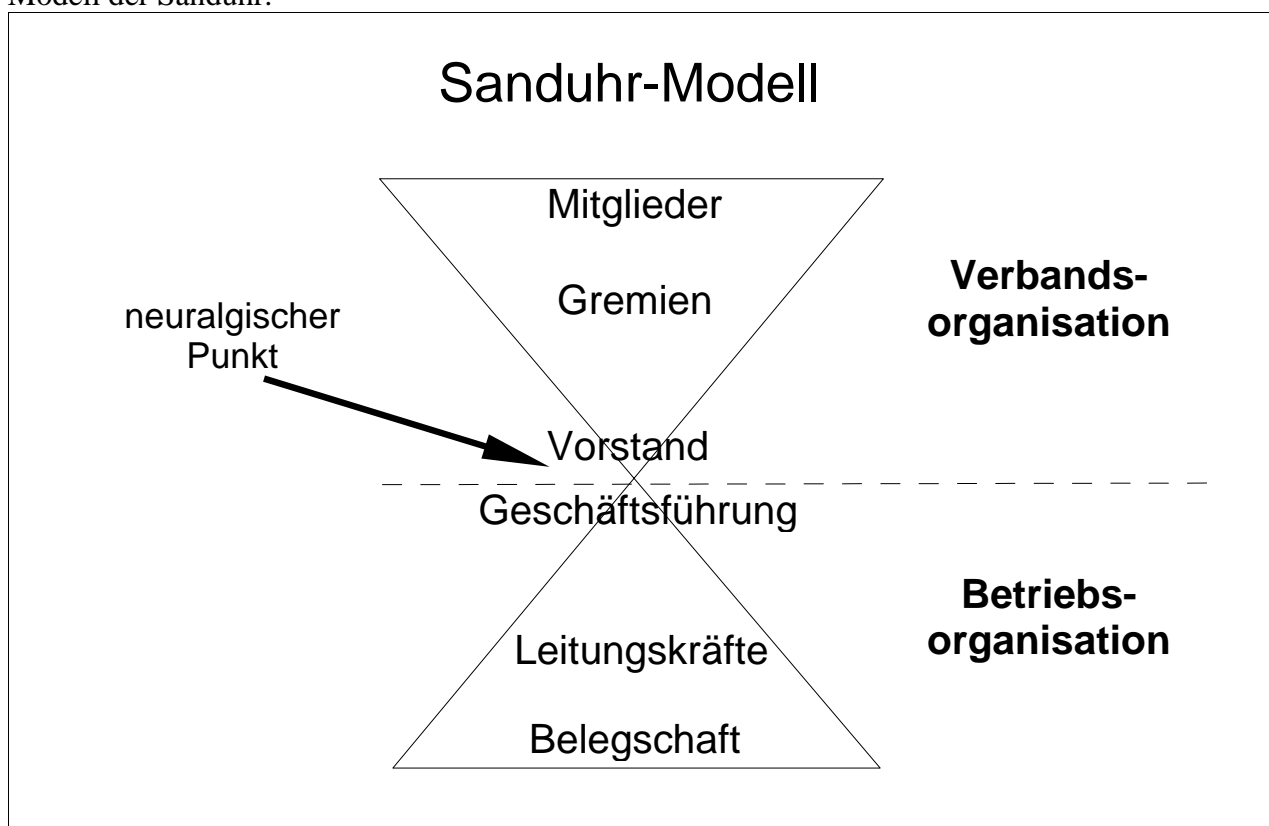 Modell der Sanduhr:
Sanduhr-Modell
Mitglieder
Gremien
Verbands-
organisation
neuralgischer
Punkt
Vorstand
Geschäftsführung
Betriebs-
organisation
Leitungskräfte
Belegschaft